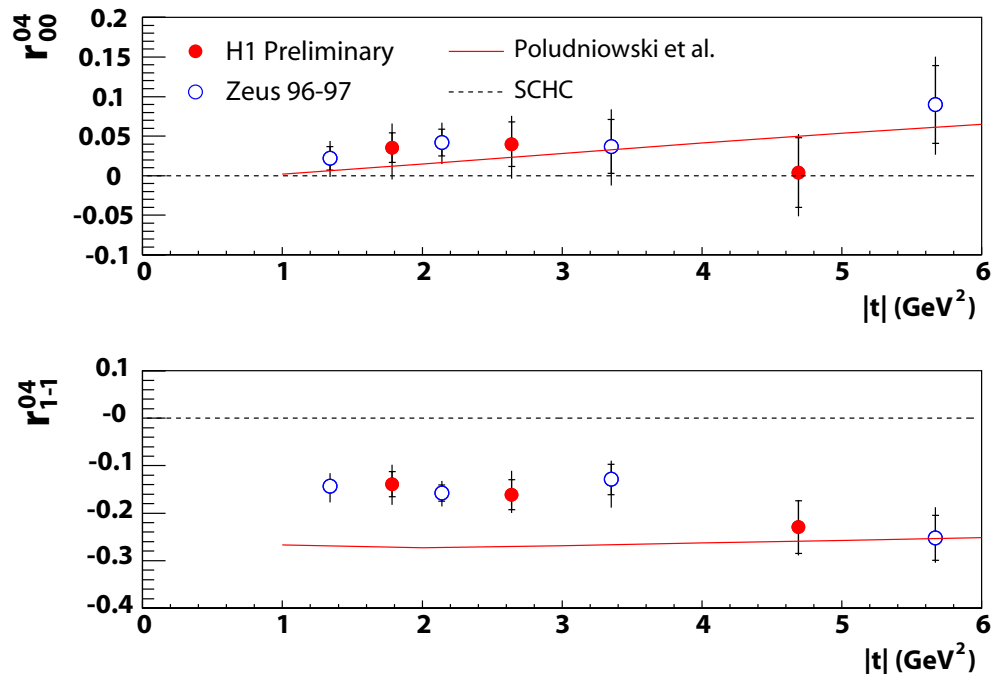 r^04_00
0.2
0.15
0.1
0.05
0
-0.05
-0.1
H1 Preliminary
Zeus 96-97
Poludniowski et al.
SCHC
0 1 2 3 4 5 6
|t| (GeV^2)
r^04_1-1
0.1
-0
-0.1
-0.2
-0.3
-0.4
0 1 2 3 4 5 6
|t| (GeV^2)